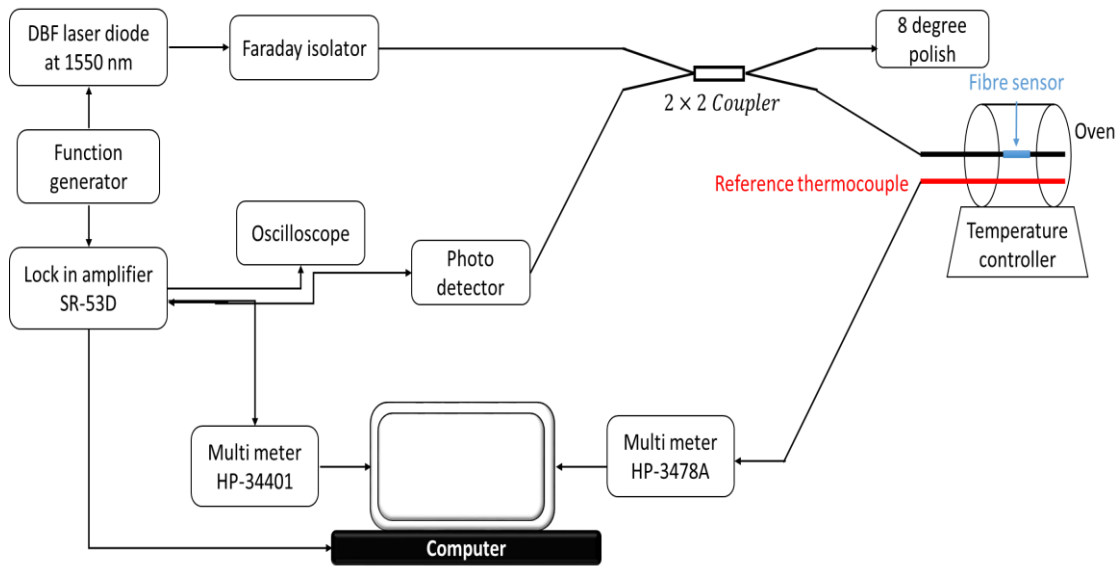 DBF laser diode
at 1550 nm
Faraday isolator
8 degree
polish
2 × 2 Coupler
Fibre sensor
Oven
Function
generator
Reference thermocouple
Oscilloscope
Temperature
controller
Lock in amplifier
SR-53D
Photo
detector
Multi meter
HP-34401
Multi meter
HP-3478A
Computer